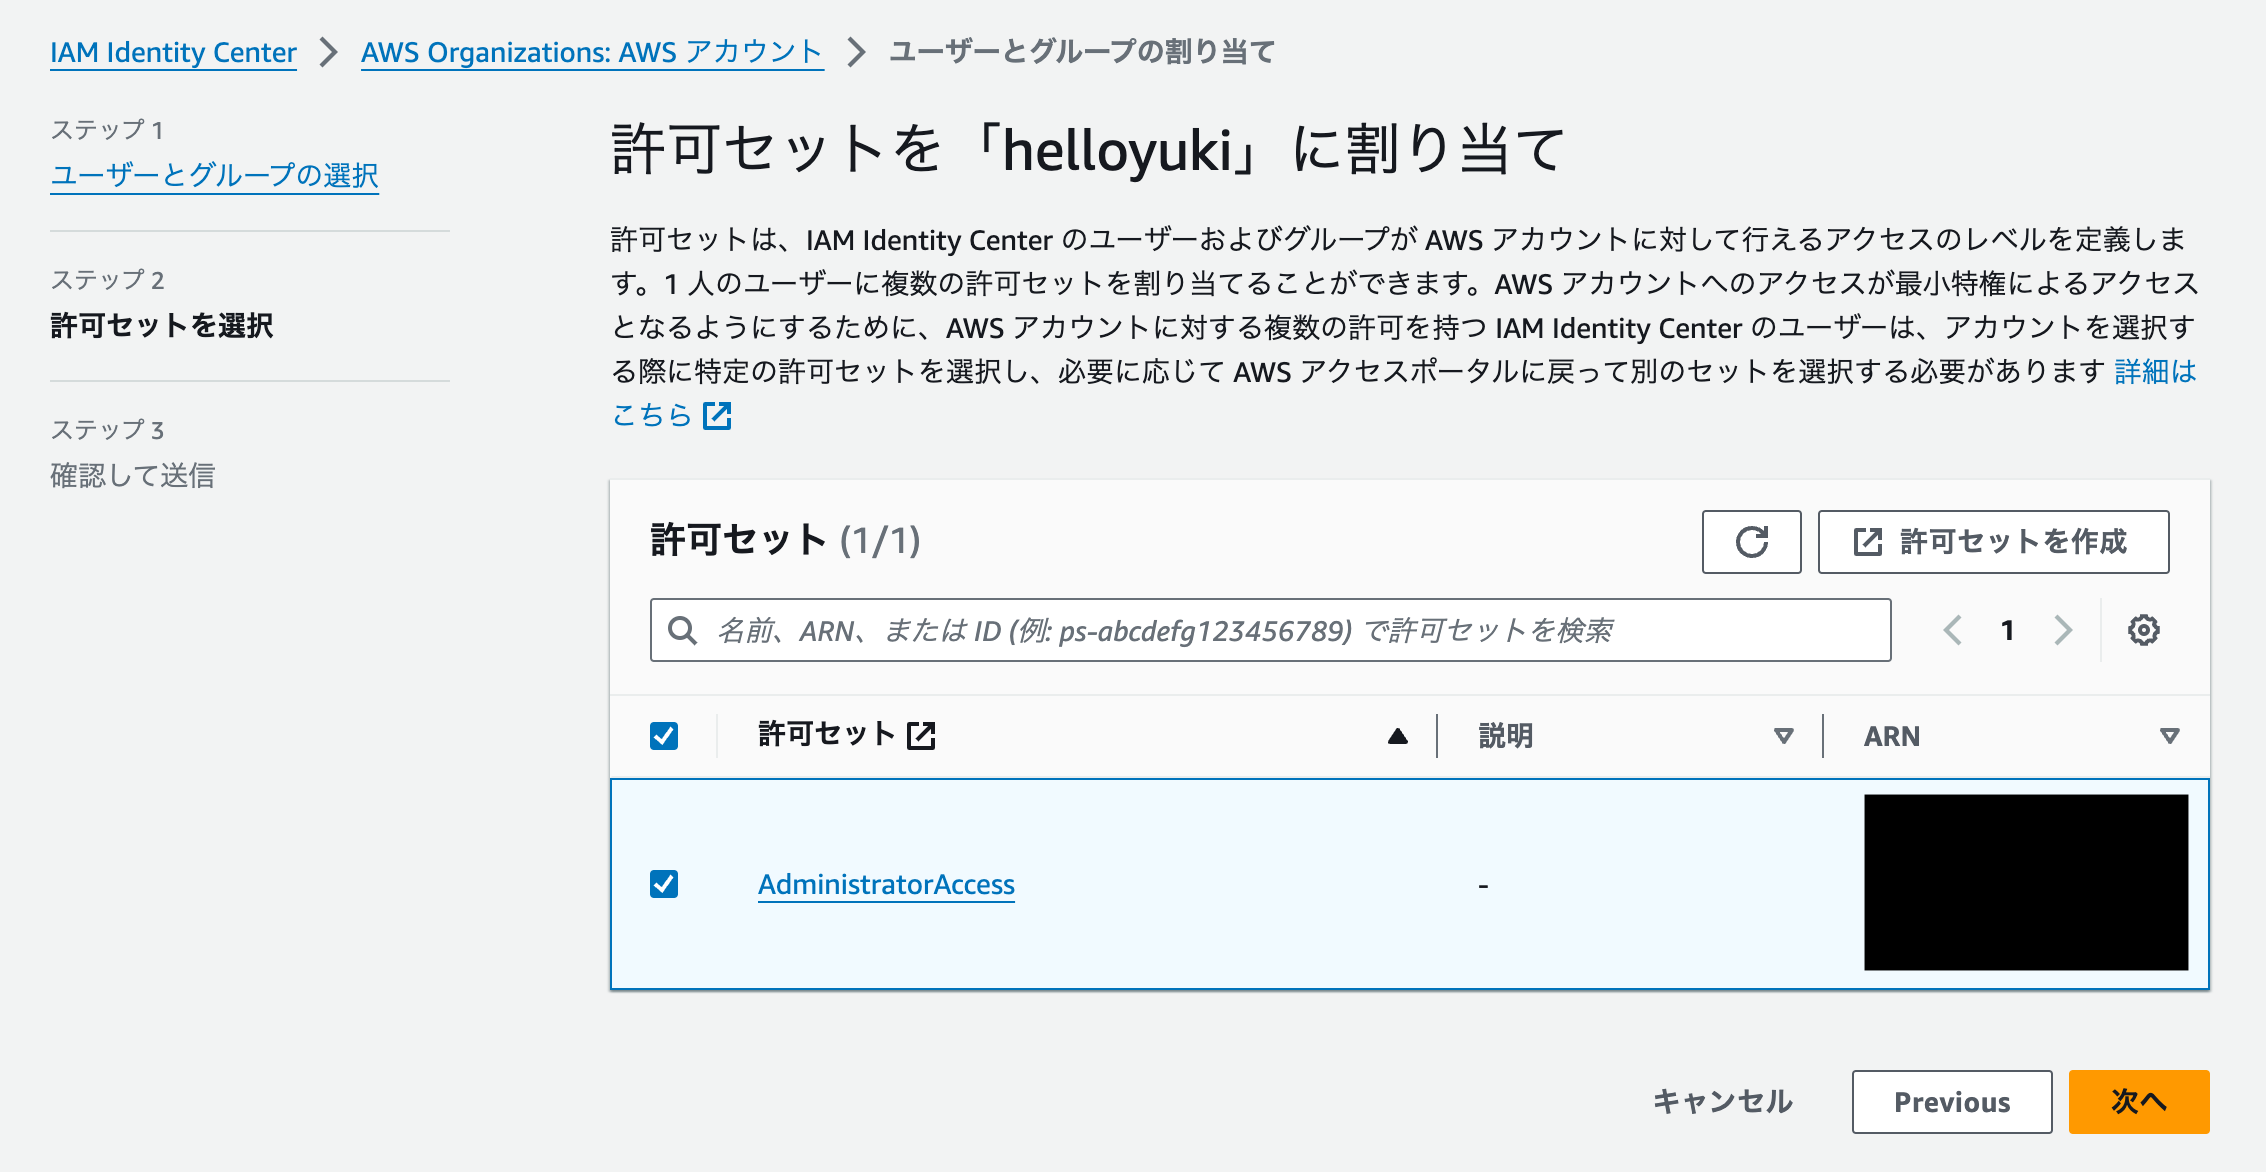 IAM Identity Center > AWS Organizations: AWS アカウント > ユーザーとグループの割り当て
ステップ 1
ユーザーとグループの選択
ステップ 2
許可セットを選択
ステップ 3
確認して送信
許可セットを「helloyuki」に割り当て
許可セットは、IAM Identity Center のユーザーおよびグループが AWS アカウントに対して行えるアクセスのレベルを定義しま
す。1 人のユーザーに複数の許可セットを割り当てることができます。AWS アカウントへのアクセスが最小特権によるアクセス
となるようにするために、AWS アカウントに対する複数の許可を持つ IAM Identity Center のユーザーは、アカウントを選択す
る際に特定の許可セットを選択し、必要に応じて AWS アクセスポータルに戻って別のセットを選択する必要があります 詳細は
こちら
許可セット (1/1)
許可セットを作成
名前、ARN、または ID (例: ps-abcdefg123456789) で許可セットを検索
1
許可セット 説明 ARN
AdministratorAccess -
キャンセル Previous 次へ